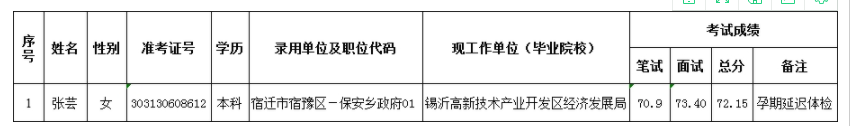 序号 姓名 性别 准考证号 学历 录用单位及职位代码 现工作单位（毕业院校） 考试成绩
笔试 面试 总分 备注
1 张芸 女 303130608612 本科 宿迁市宿豫区－保安乡政府01 锡沂高新技术产业开发区经济发展局 70.9 73.40 72.15 孕期延迟体检